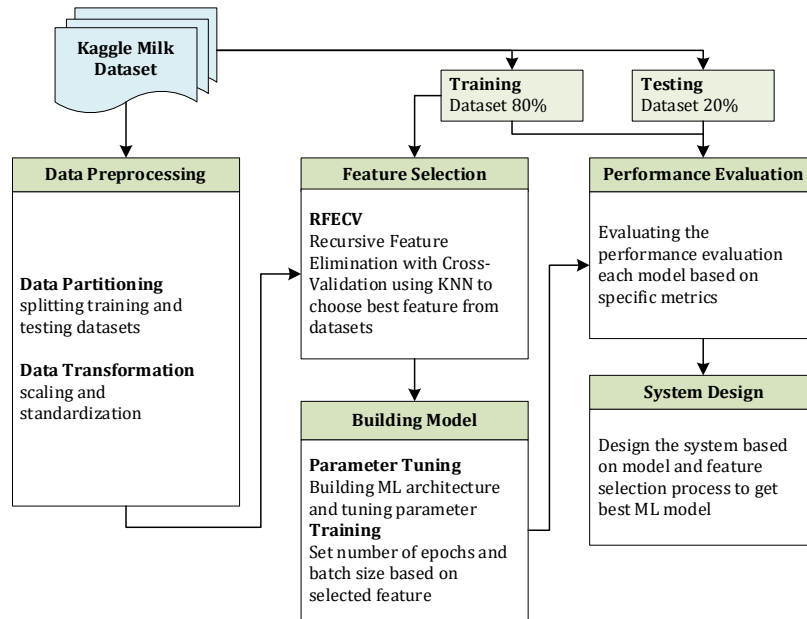 Kaggle Milk
Dataset
Training
Dataset 80%
Testing
Dataset 20%
Data Preprocessing
Data Partitioning
splitting training and
testing datasets
Data Transformation
scaling and
standardization
Feature Selection
RFECV
Recursive Feature
Elimination with Cross-
Validation using KNN to
choose best feature from
datasets
Building Model
Parameter Tuning
Building ML architecture
and tuning parameter
Training
Set number of epochs and
batch size based on
selected feature
Performance Evaluation
Evaluating the
performance evaluation
each model based on
specific metrics
System Design
Design the system based
on model and feature
selection process to get
best ML model